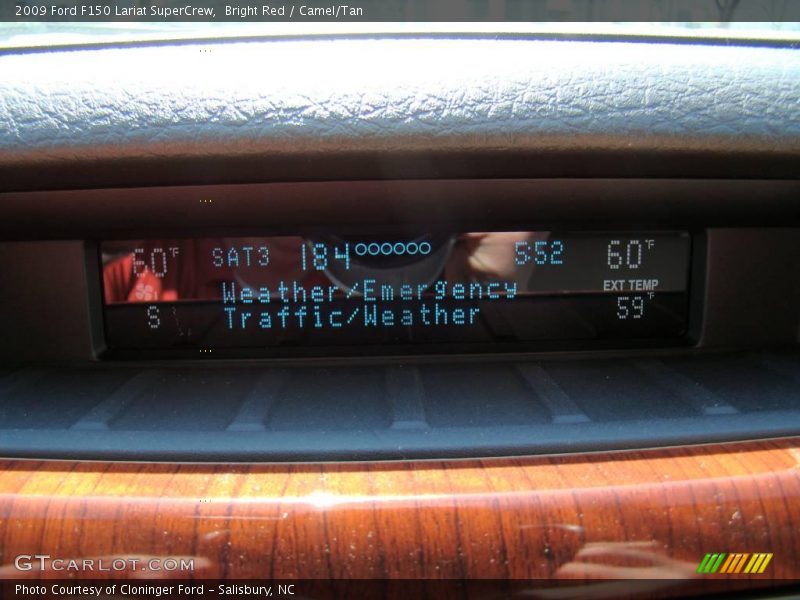 2009 Ford F150 Lariat SuperCrew, Bright Red / Camel/Tan
60°F SAT3 184 5:52 60°F
Weather/Emergency EXT TEMP
S Traffic/Weather 59°F
GTCARLOT.COM
Photo Courtesy of Cloninger Ford - Salisbury, NC